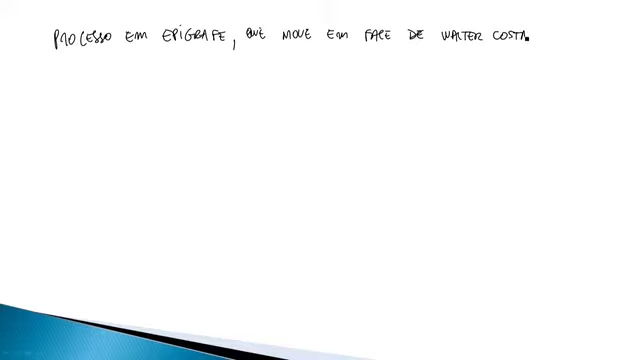 PROCESSO EM EPÍGRAFE, QUE MOVE EM FACE DE WALTER COSTA